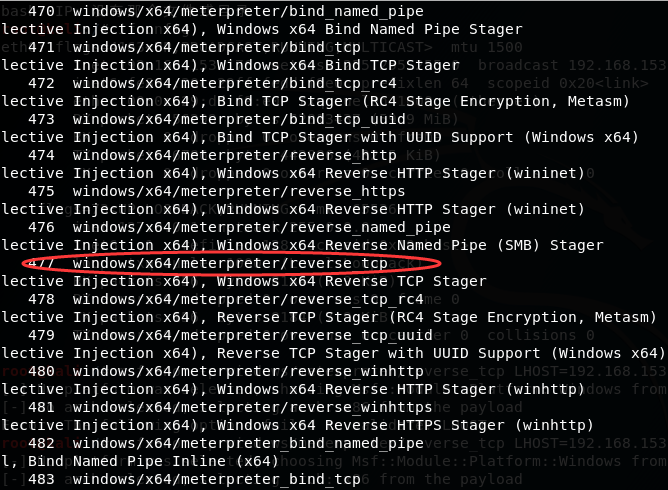 470  windows/x64/meterpreter/bind_named_pipe
lective Injection x64), Windows x64 Bind Named Pipe Stager
471  windows/x64/meterpreter/bind_tcp
lective Injection x64), Windows x64 Bind TCP Stager
472  windows/x64/meterpreter/bind_tcp_rc4
lective Injection x64), Bind TCP Stager (RC4 Stage Encryption, Metasm)
473  windows/x64/meterpreter/bind_tcp_uuid
lective Injection x64), Bind TCP Stager with UUID Support (Windows x64)
474  windows/x64/meterpreter/reverse_http
lective Injection x64), Windows x64 Reverse HTTP Stager (wininet)
475  windows/x64/meterpreter/reverse_https
lective Injection x64), Windows x64 Reverse HTTP Stager (wininet)
476  windows/x64/meterpreter/reverse_named_pipe
lective Injection x64), Windows x64 Reverse Named Pipe (SMB) Stager
477  windows/x64/meterpreter/reverse_tcp
lective Injection x64), Windows x64 Reverse TCP Stager
478  windows/x64/meterpreter/reverse_tcp_rc4
lective Injection x64), Reverse TCP Stager (RC4 Stage Encryption, Metasm)
479  windows/x64/meterpreter/reverse_tcp_uuid
lective Injection x64), Reverse TCP Stager with UUID Support (Windows x64)
480  windows/x64/meterpreter/reverse_winhttp
lective Injection x64), Windows x64 Reverse HTTP Stager (winhttp)
481  windows/x64/meterpreter/reverse_winhttps
lective Injection x64), Windows x64 Reverse HTTPS Stager (winhttp)
482  windows/x64/meterpreter_bind_named_pipe
l, Bind Named Pipe Inline (x64)
483  windows/x64/meterpreter_bind_tcp